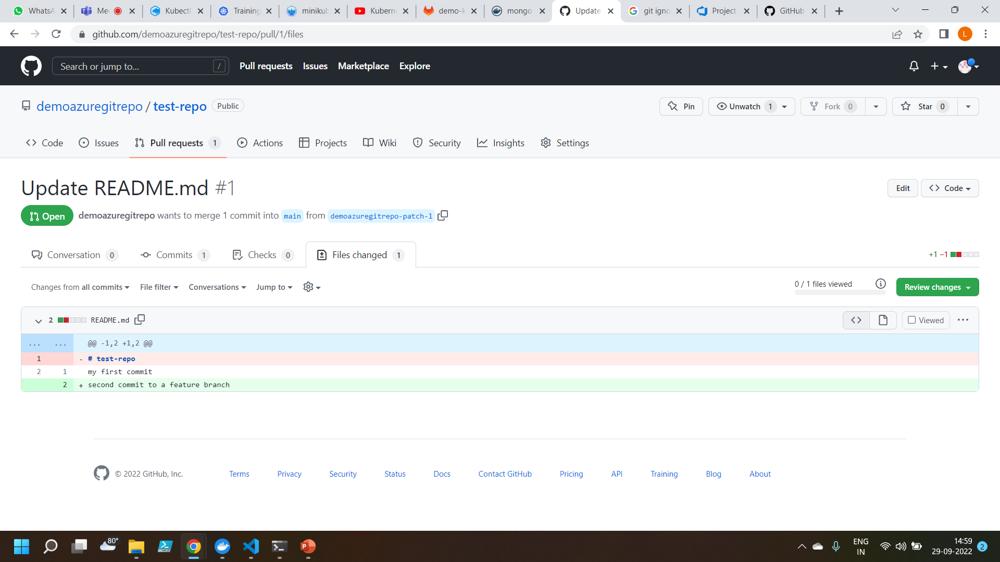 WhatsA
Mee
Kubectl
Training
minikub
Kuberne
demo-k
mongo
Update
git igno
Project
GitHub
github.com/demoazuregitrepo/test-repo/pull/1/files
L
Search or jump to... /
Pull requests Issues Marketplace Explore
demoazuregitrepo / test-repo Public
Pin Unwatch 1 Fork 0 Star 0
Code Issues Pull requests 1 Actions Projects Wiki Security Insights Settings
Update README.md #1
Edit Code
Open demoazuregitrepo wants to merge 1 commit into main from demoazuregitrepo-patch-1
Conversation 0 Commits 1 Checks 0 Files changed 1 +1 −1
Changes from all commits File filter Conversations Jump to 0 / 1 files viewed Review changes
2 README.md Viewed ...
... ... @@ -1,2 +1,2 @@
1 - # test-repo
2 1 my first commit
2 + second commit to a feature branch
© 2022 GitHub, Inc. Terms Privacy Security Status Docs Contact GitHub Pricing API Training Blog About
80°
P
ENG
IN
14:59
29-09-2022
2